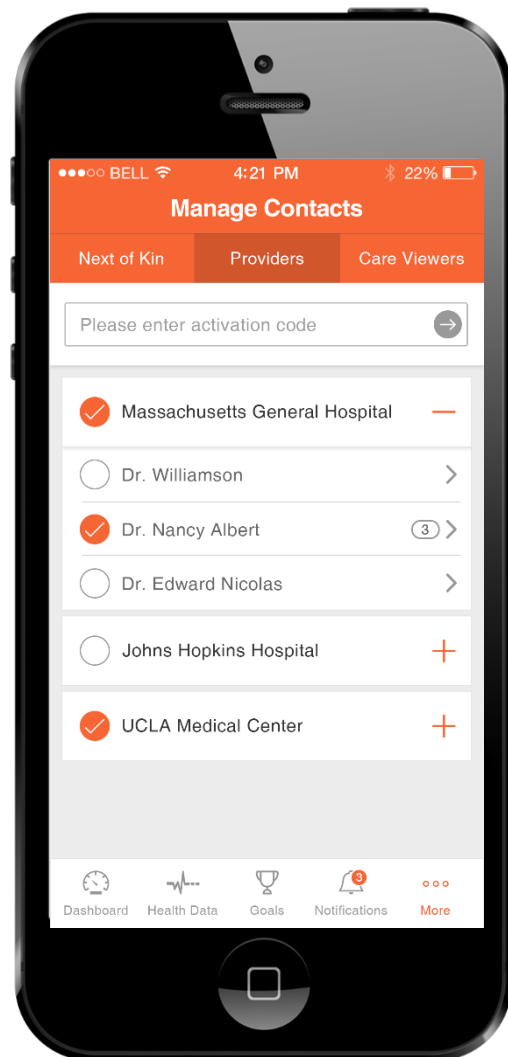 BELL 4:21 PM 22%
Manage Contacts
Next of Kin Providers Care Viewers
Please enter activation code
Massachusetts General Hospital
Dr. Williamson
Dr. Nancy Albert 3
Dr. Edward Nicolas
Johns Hopkins Hospital
UCLA Medical Center
3
Dashboard Health Data Goals Notifications More